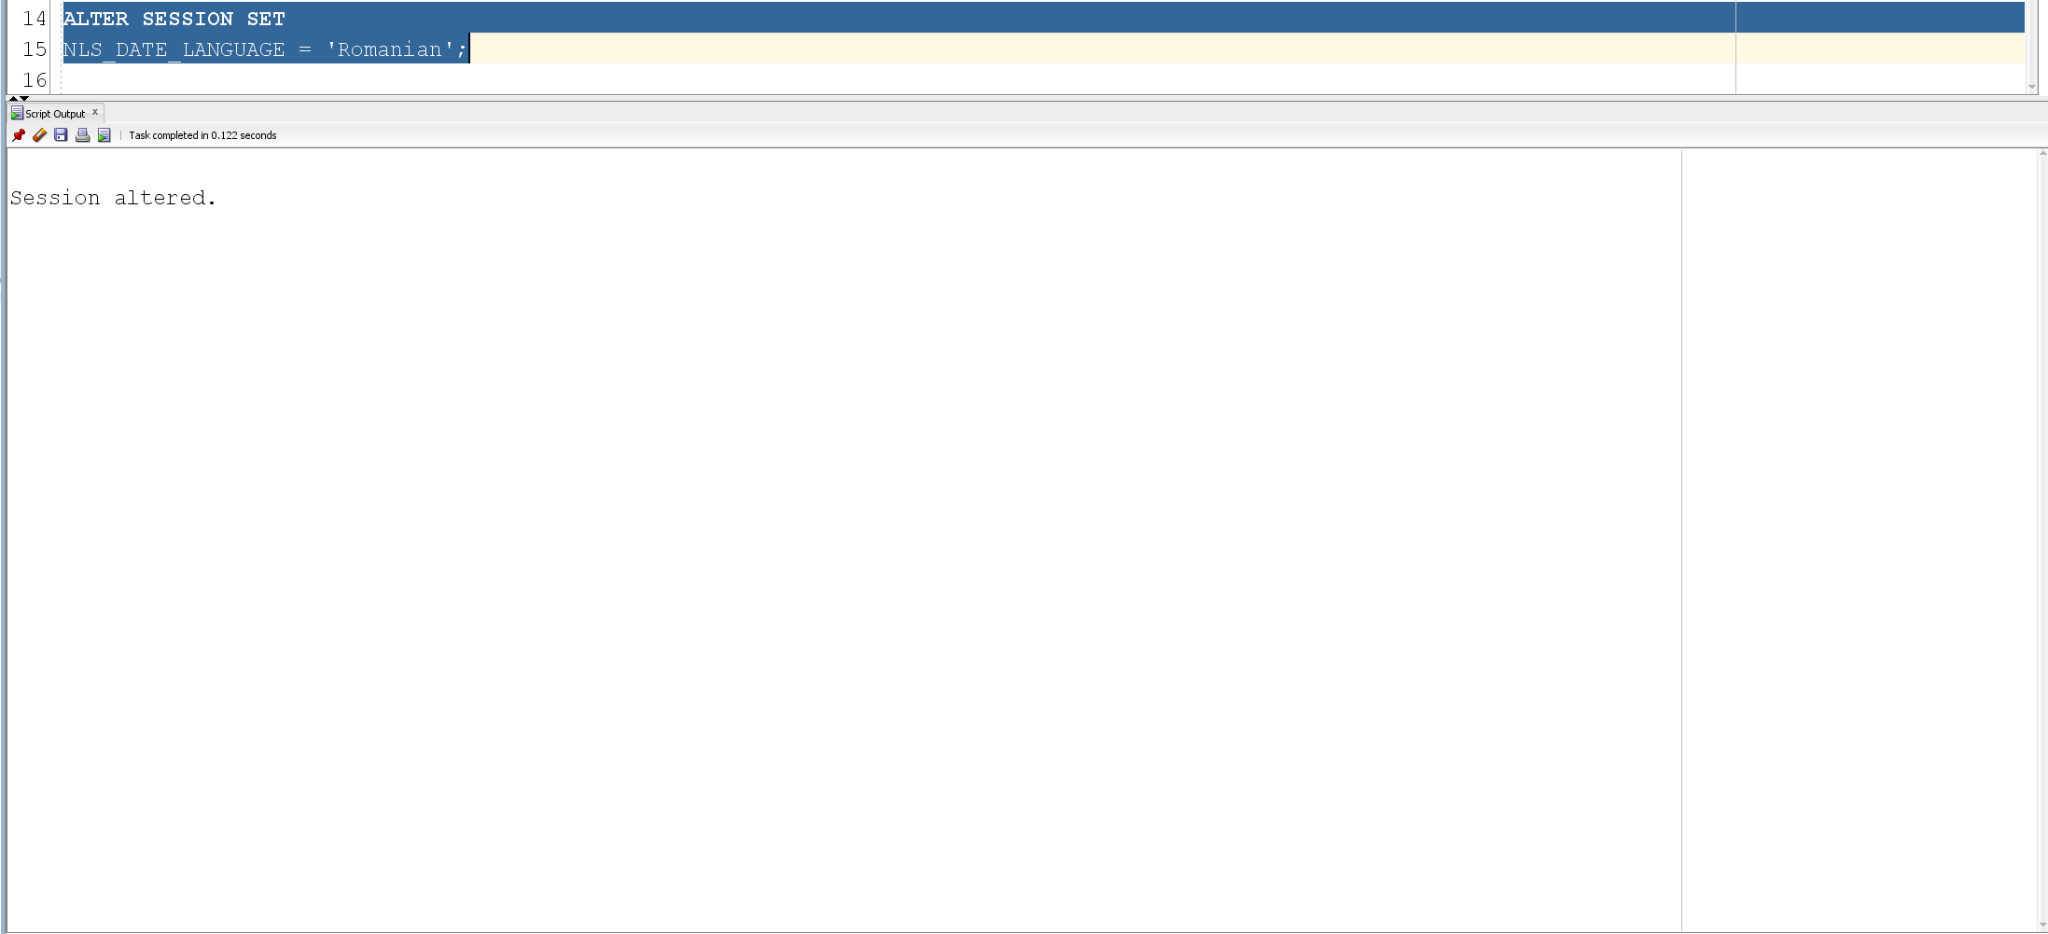 14 ALTER SESSION SET
15 NLS_DATE_LANGUAGE = 'Romanian';
16
Script Output x
Task completed in 0.122 seconds
Session altered.